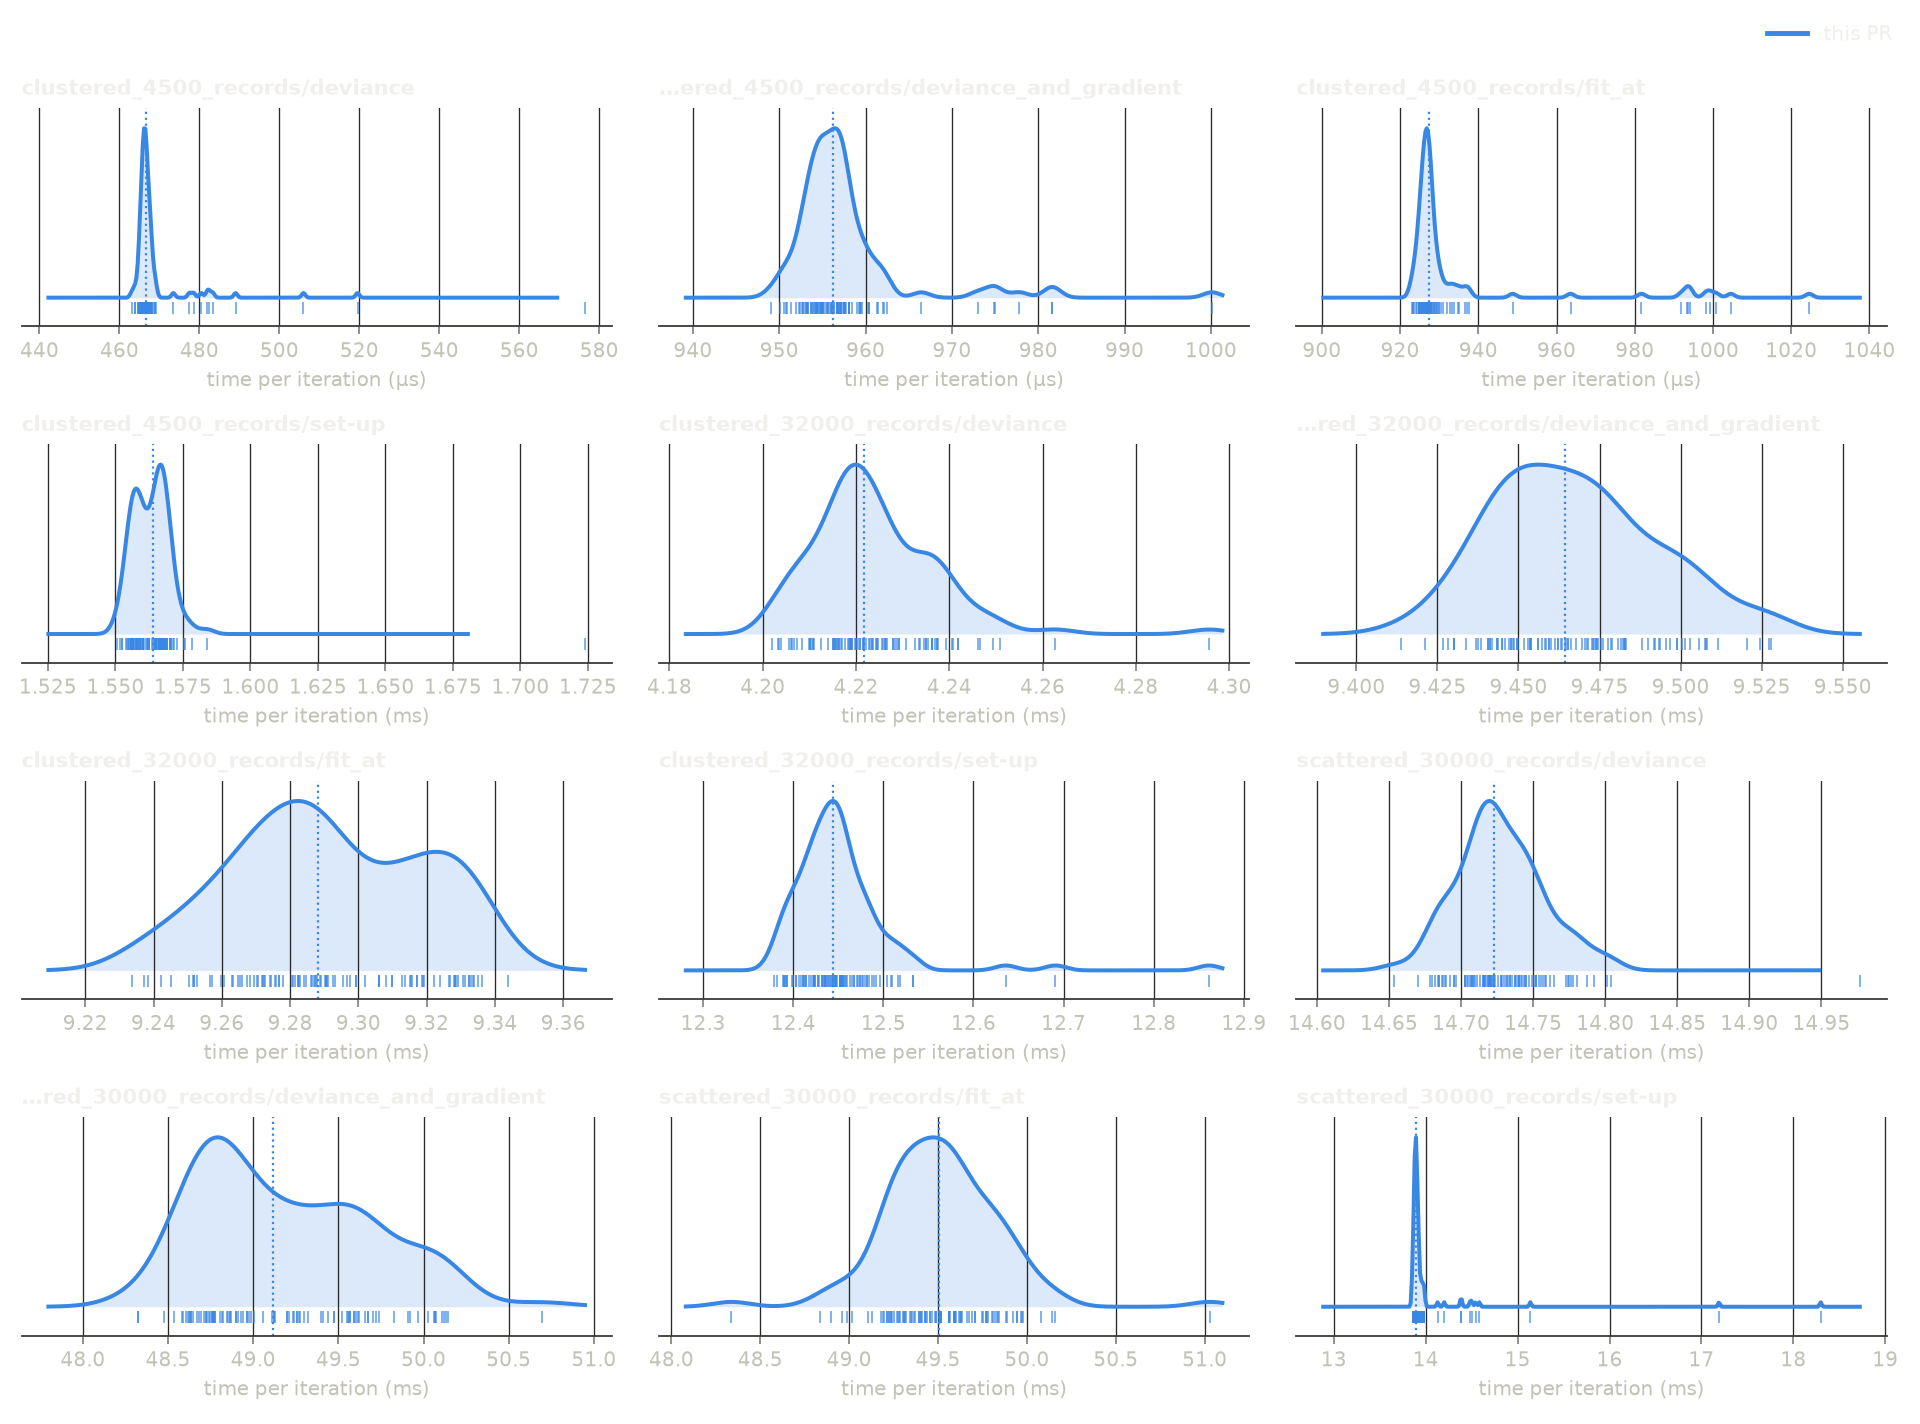 this PR
clustered_4500_records/deviance
...ered_4500_records/deviance_and_gradient
clustered_4500_records/fit_at
440 460 480 500 520 540 560 580
940 950 960 970 980 990 1000
900 920 940 960 980 1000 1020 1040
time per iteration (µs)
time per iteration (µs)
time per iteration (µs)
clustered_4500_records/set-up
clustered_32000_records/deviance
...red_32000_records/deviance_and_gradient
1.525 1.550 1.575 1.600 1.625 1.650 1.675 1.700 1.725
4.18 4.20 4.22 4.24 4.26 4.28 4.30
9.400 9.425 9.450 9.475 9.500 9.525 9.550
time per iteration (ms)
time per iteration (ms)
time per iteration (ms)
clustered_32000_records/fit_at
clustered_32000_records/set-up
scattered_30000_records/deviance
9.22 9.24 9.26 9.28 9.30 9.32 9.34 9.36
12.3 12.4 12.5 12.6 12.7 12.8 12.9
14.60 14.65 14.70 14.75 14.80 14.85 14.90 14.95
time per iteration (ms)
time per iteration (ms)
time per iteration (ms)
...red_30000_records/deviance_and_gradient
scattered_30000_records/fit_at
scattered_30000_records/set-up
48.0 48.5 49.0 49.5 50.0 50.5 51.0
48.0 48.5 49.0 49.5 50.0 50.5 51.0
13 14 15 16 17 18 19
time per iteration (ms)
time per iteration (ms)
time per iteration (ms)